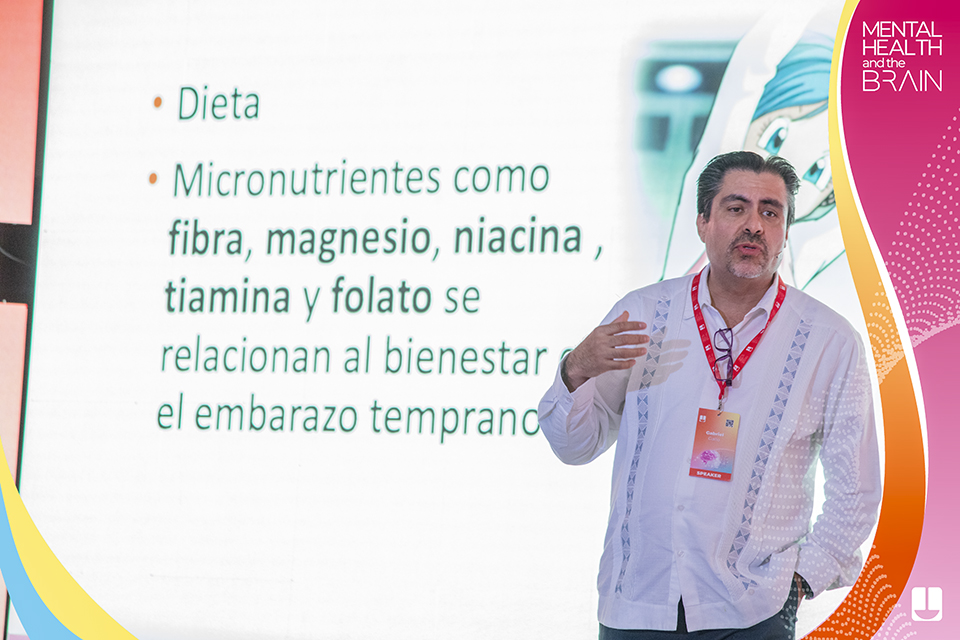 MENTAL
HEALTH
and the
BRAIN
• Dieta
• Micronutrientes como
fibra, magnesio, niacina ,
tiamina y folato se
relacionan al bienestar
el embarazo temprano
Gabriel
SPEAKER